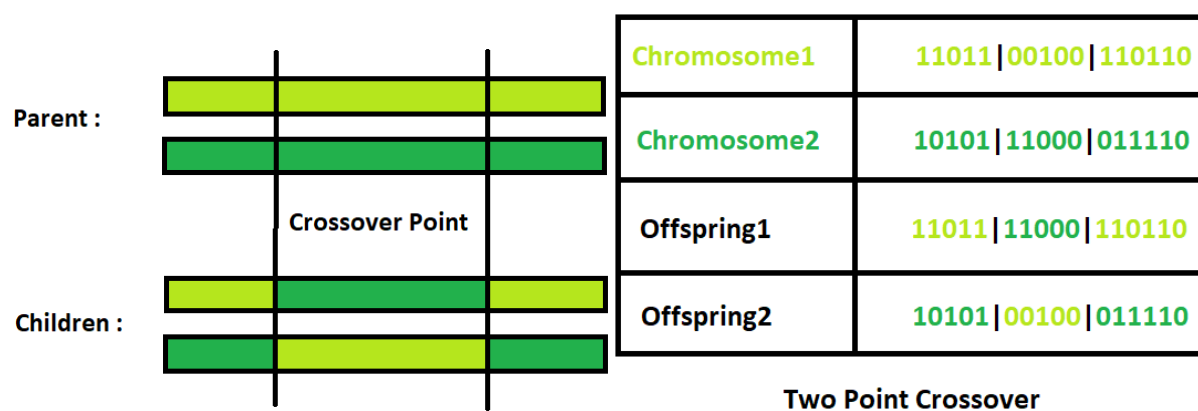 Parent :
Crossover Point
Children :
Chromosome1 11011|00100|110110
Chromosome2 10101|11000|011110
Offspring1 11011|11000|110110
Offspring2 10101|00100|011110
Two Point Crossover